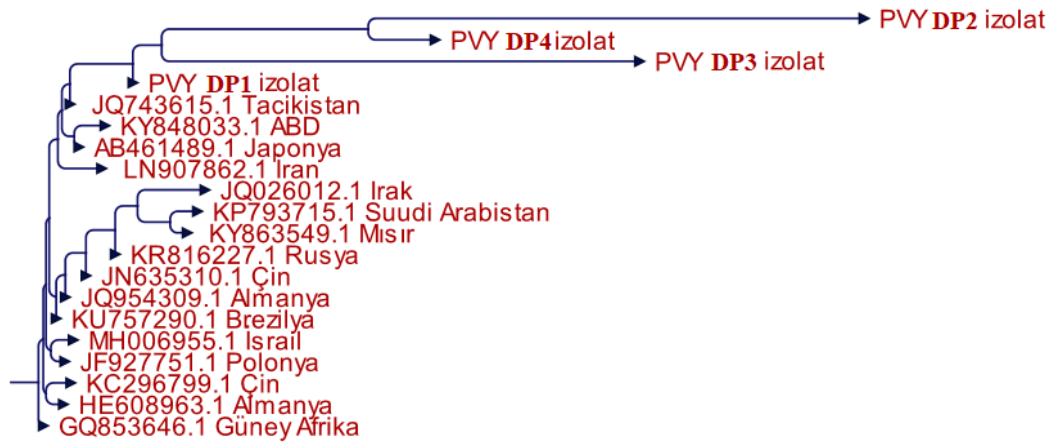 PVY DP2 izolat
PVY DP4 izolat
PVY DP3 izolat
PVY DP1 izolat
JQ743615.1 Tacikistan
KY848033.1 ABD
AB461489.1 Japonya
LN907862.1 Iran
JQ026012.1 Irak
KP793715.1 Suudi Arabistan
KY863549.1 Mısır
KR816227.1 Rusya
JN635310.1 Çin
JQ954309.1 Almanya
KU757290.1 Brezilya
MH006955.1 Israil
JF927751.1 Polonya
KC296799.1 Çin
HE608963.1 Almanya
GQ853646.1 Güney Afrika